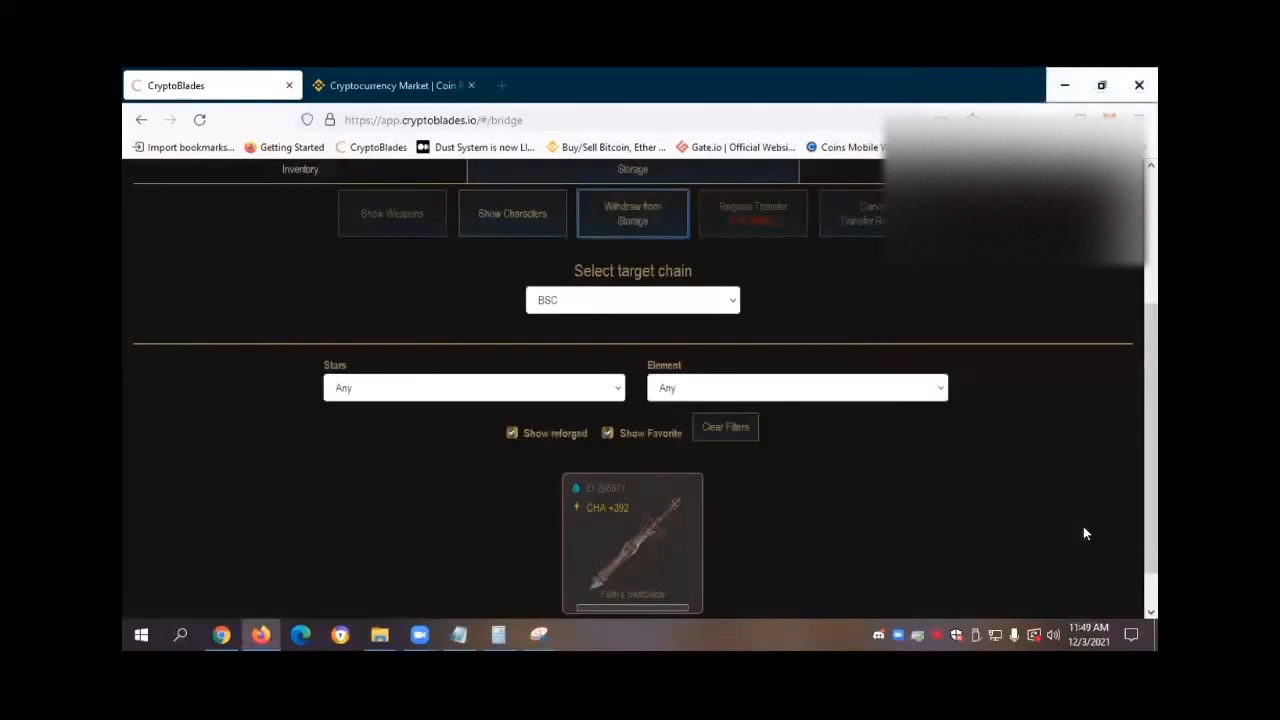 CryptoBlades
Cryptocurrency Market | Coin
https://app.cryptoblades.io/#/bridge
Import bookmarks...
Getting Started
CryptoBlades
Dust System is now LI...
Buy/Sell Bitcoin, Ether ...
Gate.io | Official Websi...
Coins Mobile
Inventory
Storage
Show Weapons
Show Characters
Withdraw from
Storage
Request Transfer
Transfer
Select target chain
BSC
Stars
Element
Any
Any
Show reforged
Show Favorite
Clear Filters
CHA +392
11:49 AM
12/3/2021